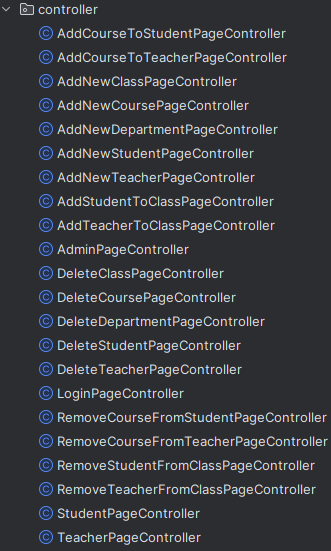 controller
AddCourseToStudentPageController
AddCourseToTeacherPageController
AddNewClassPageController
AddNewCoursePageController
AddNewDepartmentPageController
AddNewStudentPageController
AddNewTeacherPageController
AddStudentToClassPageController
AddTeacherToClassPageController
AdminPageController
DeleteClassPageController
DeleteCoursePageController
DeleteDepartmentPageController
DeleteStudentPageController
DeleteTeacherPageController
LoginPageController
RemoveCourseFromStudentPageController
RemoveCourseFromTeacherPageController
RemoveStudentFromClassPageController
RemoveTeacherFromClassPageController
StudentPageController
TeacherPageController